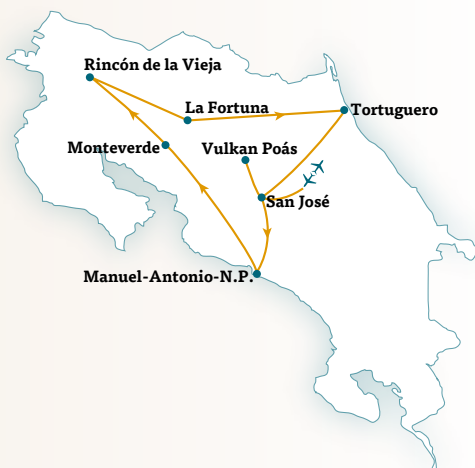 Rincón de la Vieja
La Fortuna
Tortuguero
Monteverde
Vulkan Poás
San José
Manuel-Antonio-N.P.